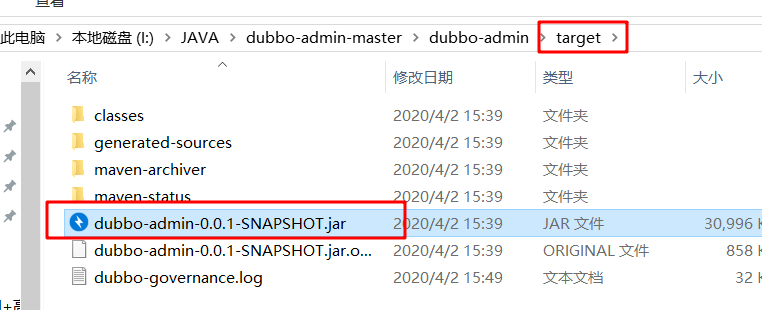 查看
此电脑 > 本地磁盘 (I:) > JAVA > dubbo-admin-master > dubbo-admin > target >
名称 修改日期 类型 大小
classes 2020/4/2 15:39 文件夹
generated-sources 2020/4/2 15:39 文件夹
maven-archiver 2020/4/2 15:39 文件夹
maven-status 2020/4/2 15:39 文件夹
dubbo-admin-0.0.1-SNAPSHOT.jar 2020/4/2 15:39 JAR 文件 30,996 K
dubbo-admin-0.0.1-SNAPSHOT.jar.o... 2020/4/2 15:39 ORIGINAL 文件 858 K
dubbo-governance.log 2020/4/2 15:49 文本文档 32 K